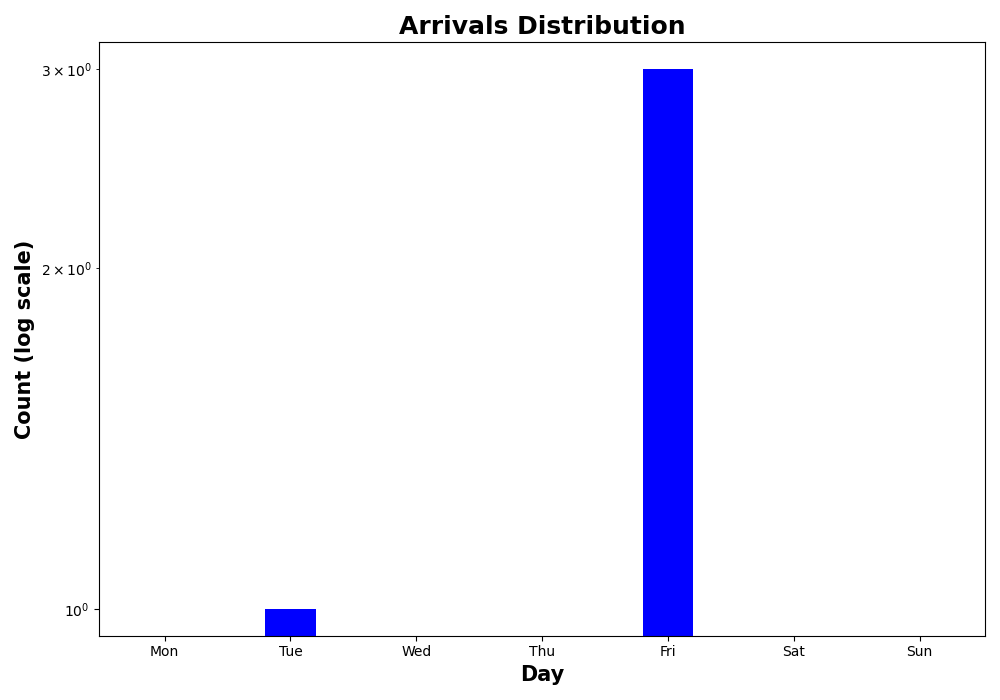 Arrivals Distribution
3 × 10⁰
2 × 10⁰
10⁰
Count (log scale)
Mon Tue Wed Thu Fri Sat Sun
Day